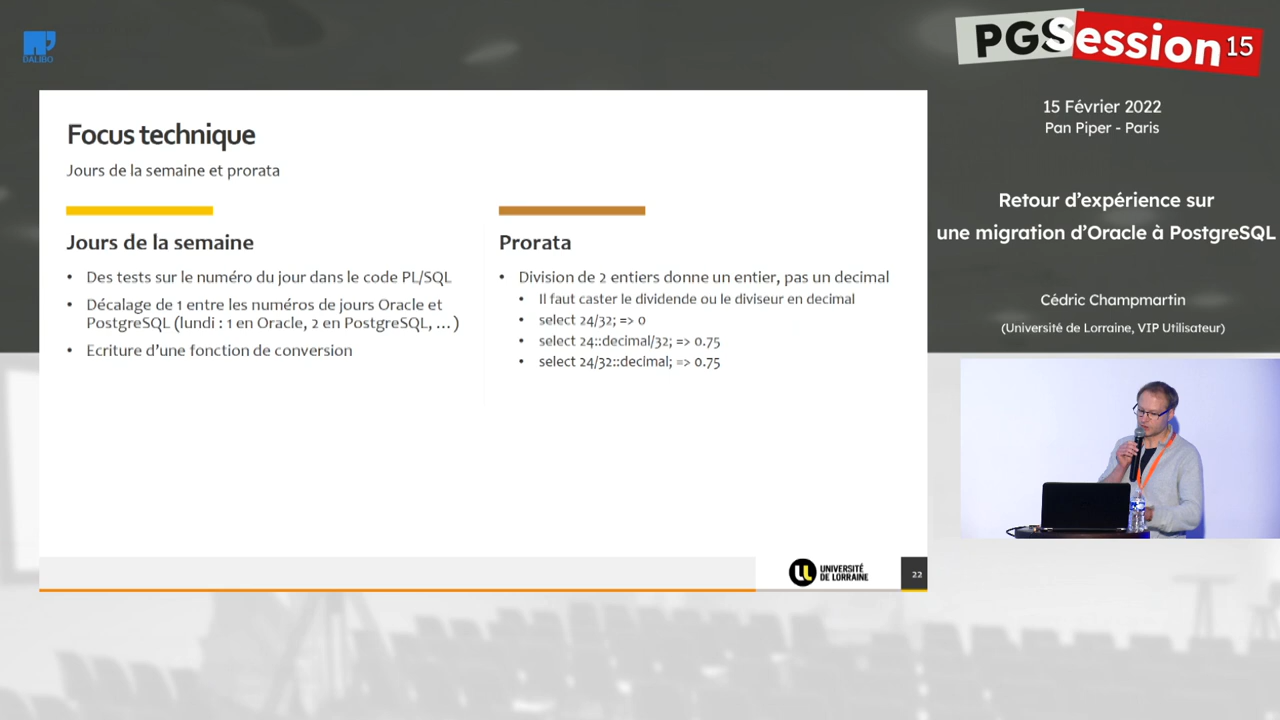 DALIBO
PGSession 15
15 Février 2022
Pan Piper - Paris
Retour d’expérience sur
une migration d’Oracle à PostgreSQL
Cédric Champmartin
(Université de Lorraine, VIP Utilisateur)
Focus technique
Jours de la semaine et prorata
Jours de la semaine
• Des tests sur le numéro du jour dans le code PL/SQL
• Décalage de 1 entre les numéros de jours Oracle et
PostgreSQL (lundi : 1 en Oracle, 2 en PostgreSQL, …)
• Ecriture d’une fonction de conversion
Prorata
• Division de 2 entiers donne un entier, pas un decimal
• Il faut caster le dividende ou le diviseur en decimal
• select 24/32; => 0
• select 24::decimal/32; => 0.75
• select 24/32::decimal; => 0.75
UNIVERSITÉ
DE LORRAINE
22